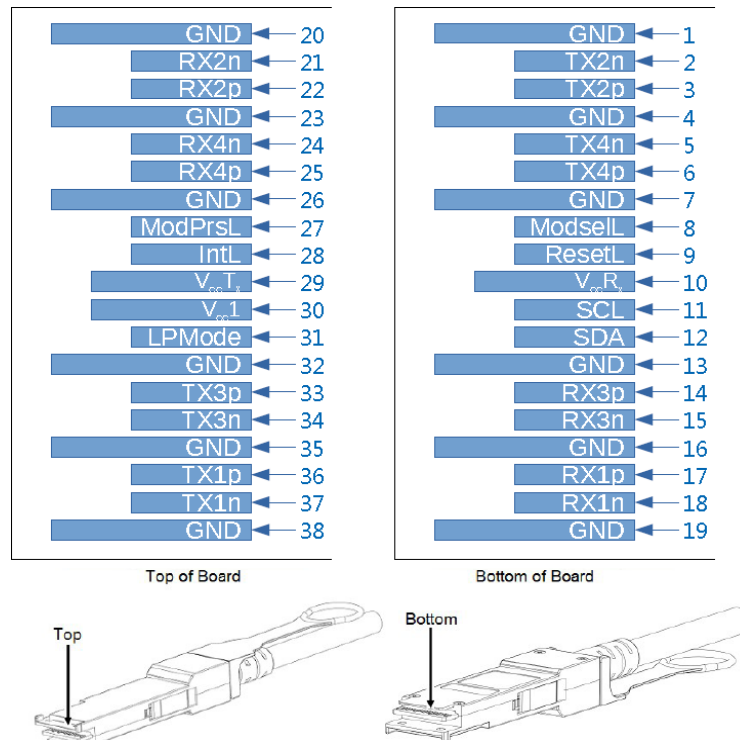 GND 20
RX2n 21
RX2p 22
GND 23
RX4n 24
RX4p 25
GND 26
ModPrsL 27
IntL 28
VccTx 29
Vcc1 30
LPMode 31
GND 32
TX3p 33
TX3n 34
GND 35
TX1p 36
TX1n 37
GND 38
Top of Board
GND 1
TX2n 2
TX2p 3
GND 4
TX4n 5
TX4p 6
GND 7
ModselL 8
ResetL 9
VccRx 10
SCL 11
SDA 12
GND 13
RX3p 14
RX3n 15
GND 16
RX1p 17
RX1n 18
GND 19
Bottom of Board
Top
Bottom